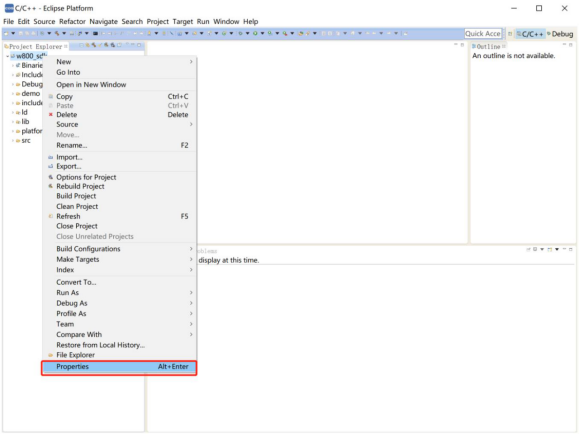 C/C++ - Eclipse Platform
File Edit Source Refactor Navigate Search Project Target Run Window Help
Quick Acce
C/C++
Debug
Project Explorer
Outline
An outline is not available.
w800_sdk
Binarie
Include
Debug
demo
include
ld
lib
platfor
src
New
Go Into
Open in New Window
Copy Ctrl+C
Paste Ctrl+V
Delete Delete
Source
Move...
Rename... F2
Import...
Export...
Options for Project
Rebuild Project
Build Project
Clean Project
Refresh F5
Close Project
Close Unrelated Projects
Build Configurations
Make Targets
Index
Convert To...
Run As
Debug As
Profile As
Team
Compare With
Restore from Local History...
File Explorer
Properties Alt+Enter
display at this time.